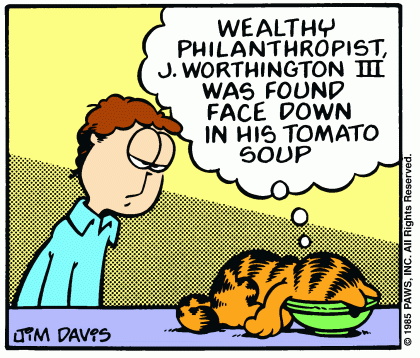 WEALTHY
PHILANTHROPIST,
J. WORTHINGTON III
WAS FOUND
FACE DOWN
IN HIS TOMATO
SOUP
JIM DAVIS
© 1985 PAWS, INC. All Rights Reserved.